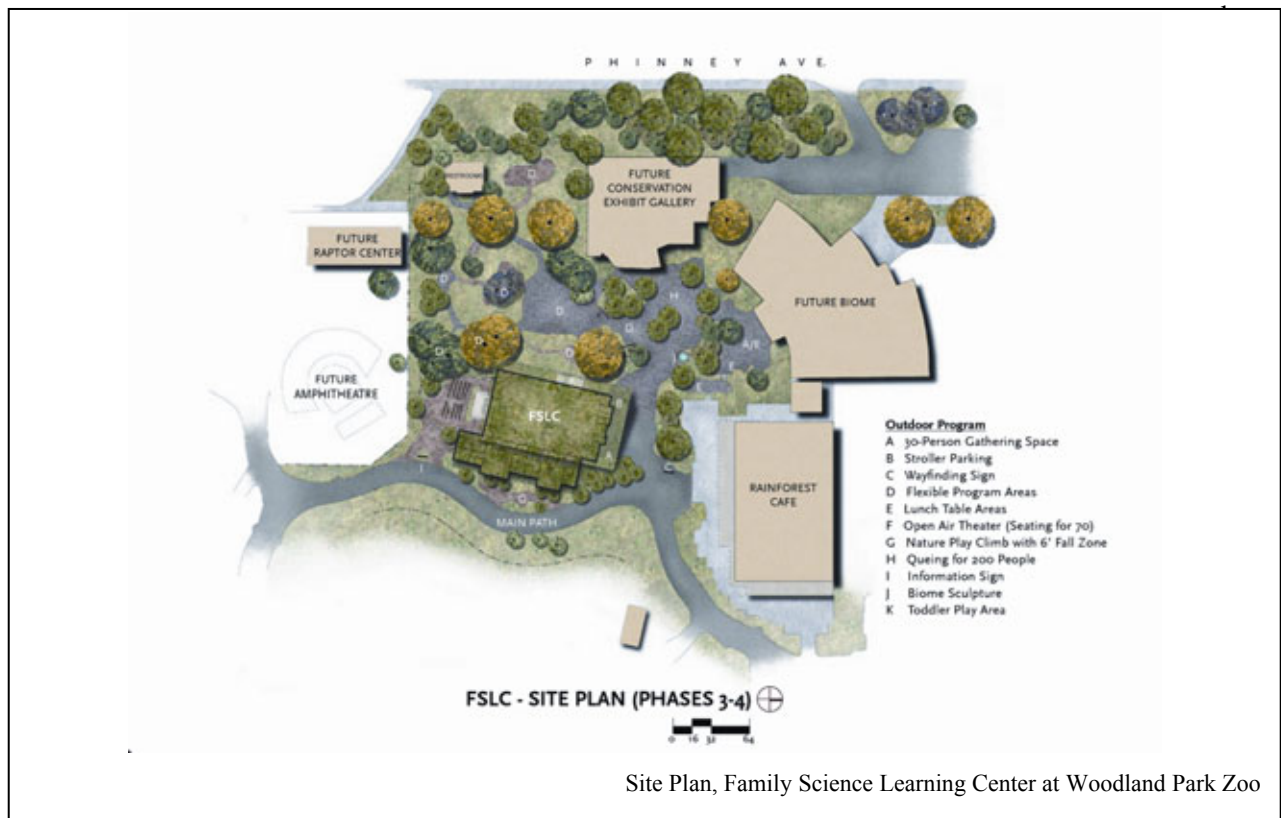 PHINNEY AVE.
RESTROOMS
D
FUTURE
CONSERVATION
EXHIBIT GALLERY
FUTURE
RAPTOR CENTER
D
D
D
H
G
FUTURE BIOME
A/E
J
E
D
D
D
FUTURE
AMPHITHEATRE
FSLC
B
A
C
I
G
MAIN PATH
RAINFOREST
CAFE
Outdoor Program
A 30-Person Gathering Space
B Stroller Parking
C Wayfinding Sign
D Flexible Program Areas
E Lunch Table Areas
F Open Air Theater (Seating for 70)
G Nature Play Climb with 6' Fall Zone
H Queing for 200 People
I Information Sign
J Biome Sculpture
K Toddler Play Area
FSLC - SITE PLAN (PHASES 3-4)
0 16 32 64
Site Plan, Family Science Learning Center at Woodland Park Zoo